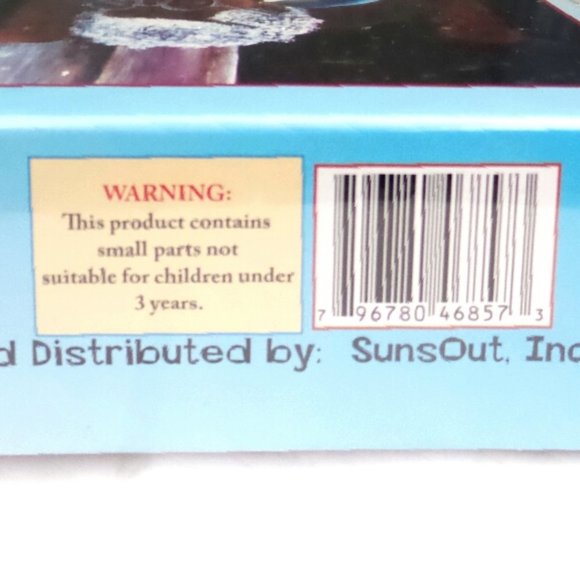 WARNING:
This product contains
small parts not
suitable for children under
3 years.
7 96780 46857 3
d Distributed by: SunsOut, Inc